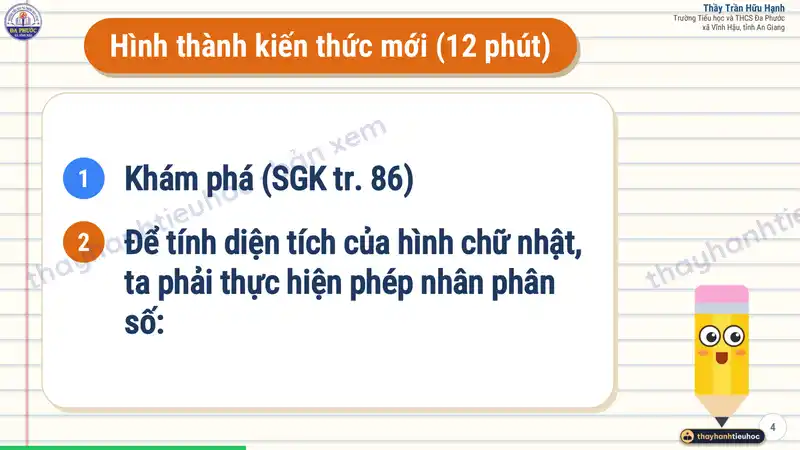 Thầy Trần Hữu Hạnh
Trường Tiểu học và THCS Đa Phước
xã Vĩnh Hậu, tỉnh An Giang
ĐA PHƯỚC
Hình thành kiến thức mới (12 phút)
1 Khám phá (SGK tr. 86)
2 Để tính diện tích của hình chữ nhật,
ta phải thực hiện phép nhân phân
số:
thayhanhtieuhoc
4